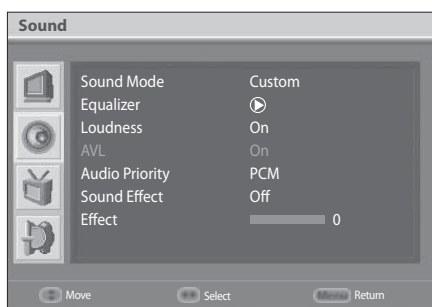 Sound
Sound Mode Custom
Equalizer
Loudness On
AVL On
Audio Priority PCM
Sound Effect Off
Effect 0
Move Select Menu Return